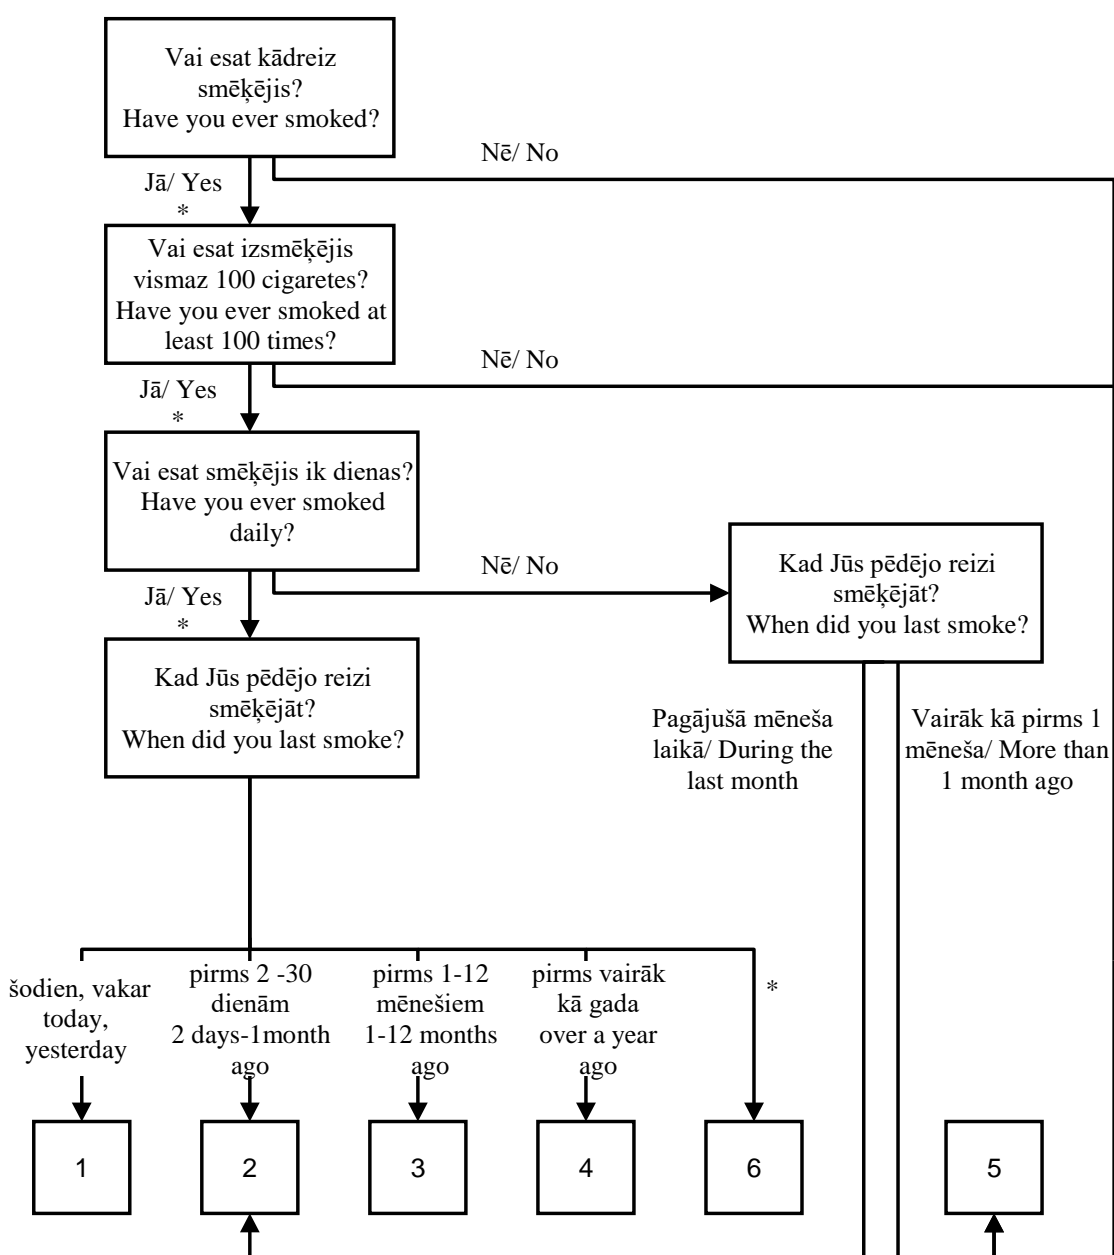 Vai esat kādreiz
smēķējis?
Have you ever smoked?
Nē/ No
Jā/ Yes
*
Vai esat izsmēķējis
vismaz 100 cigaretes?
Have you ever smoked at
least 100 times?
Nē/ No
Jā/ Yes
*
Vai esat smēķējis ik dienas?
Have you ever smoked
daily?
Nē/ No
Kad Jūs pēdējo reizi
smēķējāt?
When did you last smoke?
Jā/ Yes
*
Kad Jūs pēdējo reizi
smēķējāt?
When did you last smoke?
Pagājušā mēneša
laikā/ During the
last month
Vairāk kā pirms 1
mēneša/ More than
1 month ago
šodien, vakar
today,
yesterday
pirms 2 -30
dienām
2 days-1month
ago
pirms 1-12
mēnešiem
1-12 months
ago
pirms vairāk
kā gada
over a year
ago
*
1
2
3
4
6
5